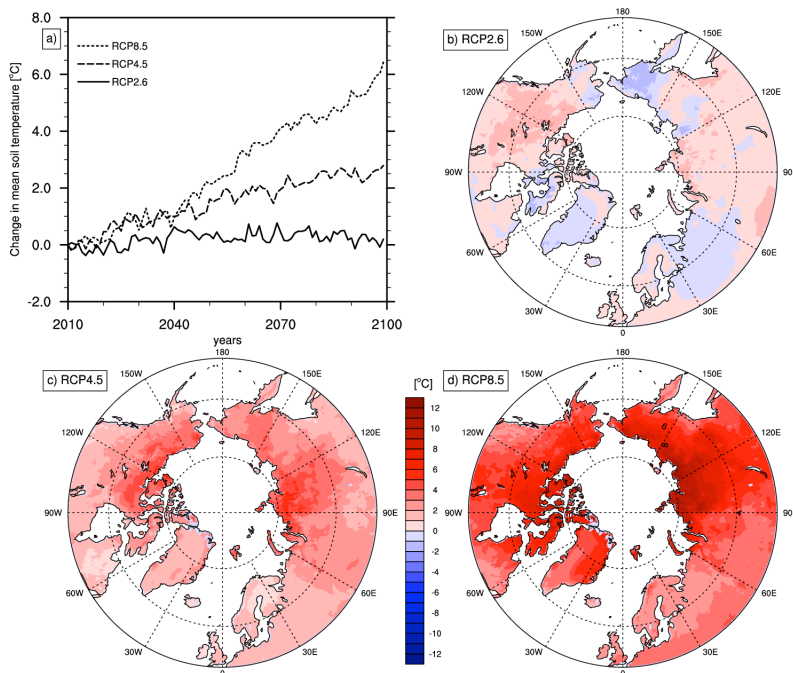 8.0
a)
6.0
4.0
2.0
0.0
-2.0
Change in mean soil temperature [°C]
RCP8.5
RCP4.5
RCP2.6
2010
2040
2070
2100
years
b) RCP2.6
180
150W
150E
120W
120E
90W
90E
60W
60E
30W
30E
0
c) RCP4.5
180
150W
150E
120W
120E
90W
90E
60W
60E
30W
30E
0
[°C]
12
10
8
6
4
2
0
-2
-4
-6
-8
-10
-12
d) RCP8.5
180
150W
150E
120W
120E
90W
90E
60W
60E
30W
30E
0
6
8